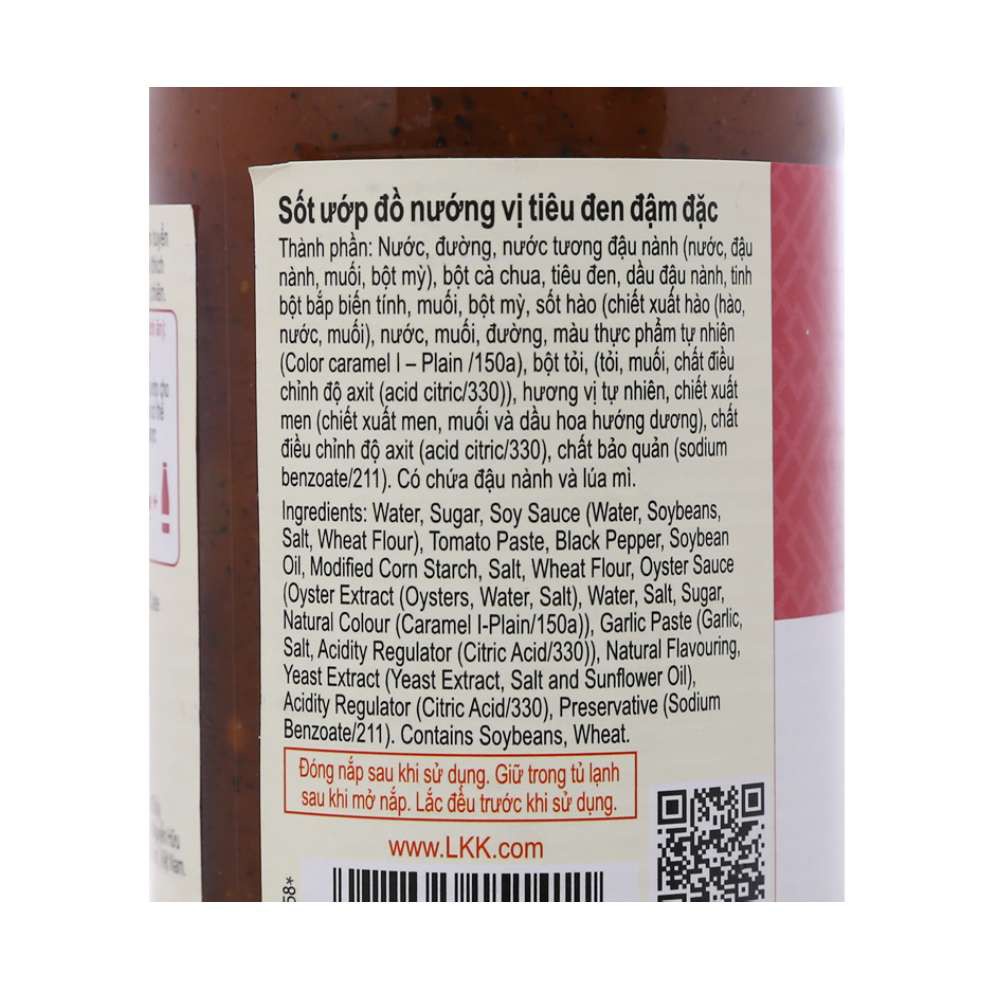 Sốt ướp đồ nướng vị tiêu đen đậm đặc
Thành phần: Nước, đường, nước tương đậu nành (nước, đậu
nành, muối, bột mỳ), bột cà chua, tiêu đen, dầu đậu nành, tinh
bột bắp biến tính, muối, bột mỳ, sốt hào (chiết xuất hào (hào,
nước, muối), nước, muối, đường, màu thực phẩm tự nhiên
(Color caramel I – Plain /150a), bột tỏi, (tỏi, muối, chất điều
chỉnh độ axit (acid citric/330)), hương vị tự nhiên, chiết xuất
men (chiết xuất men, muối và dầu hoa hướng dương), chất
điều chỉnh độ axit (acid citric/330), chất bảo quản (sodium
benzoate/211). Có chứa đậu nành và lúa mì.
Ingredients: Water, Sugar, Soy Sauce (Water, Soybeans,
Salt, Wheat Flour), Tomato Paste, Black Pepper, Soybean
Oil, Modified Corn Starch, Salt, Wheat Flour, Oyster Sauce
(Oyster Extract (Oysters, Water, Salt), Water, Salt, Sugar,
Natural Colour (Caramel I-Plain/150a)), Garlic Paste (Garlic,
Salt, Acidity Regulator (Citric Acid/330)), Natural Flavouring,
Yeast Extract (Yeast Extract, Salt and Sunflower Oil),
Acidity Regulator (Citric Acid/330), Preservative (Sodium
Benzoate/211). Contains Soybeans, Wheat.
Đóng nắp sau khi sử dụng. Giữ trong tủ lạnh
sau khi mở nắp. Lắc đều trước khi sử dụng.
www.LKK.com
58*